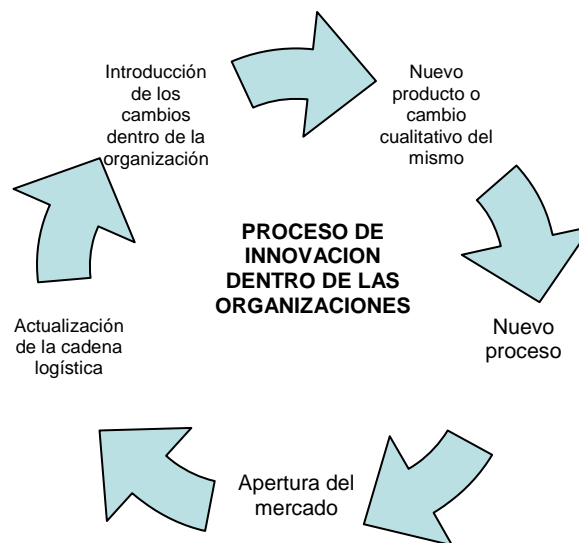 Introducción
de los
cambios
dentro de la
organización
Nuevo
producto o
cambio
cualitativo del
mismo
PROCESO DE
INNOVACION
DENTRO DE LAS
ORGANIZACIONES
Nuevo
proceso
Apertura del
mercado
Actualización
de la cadena
logística